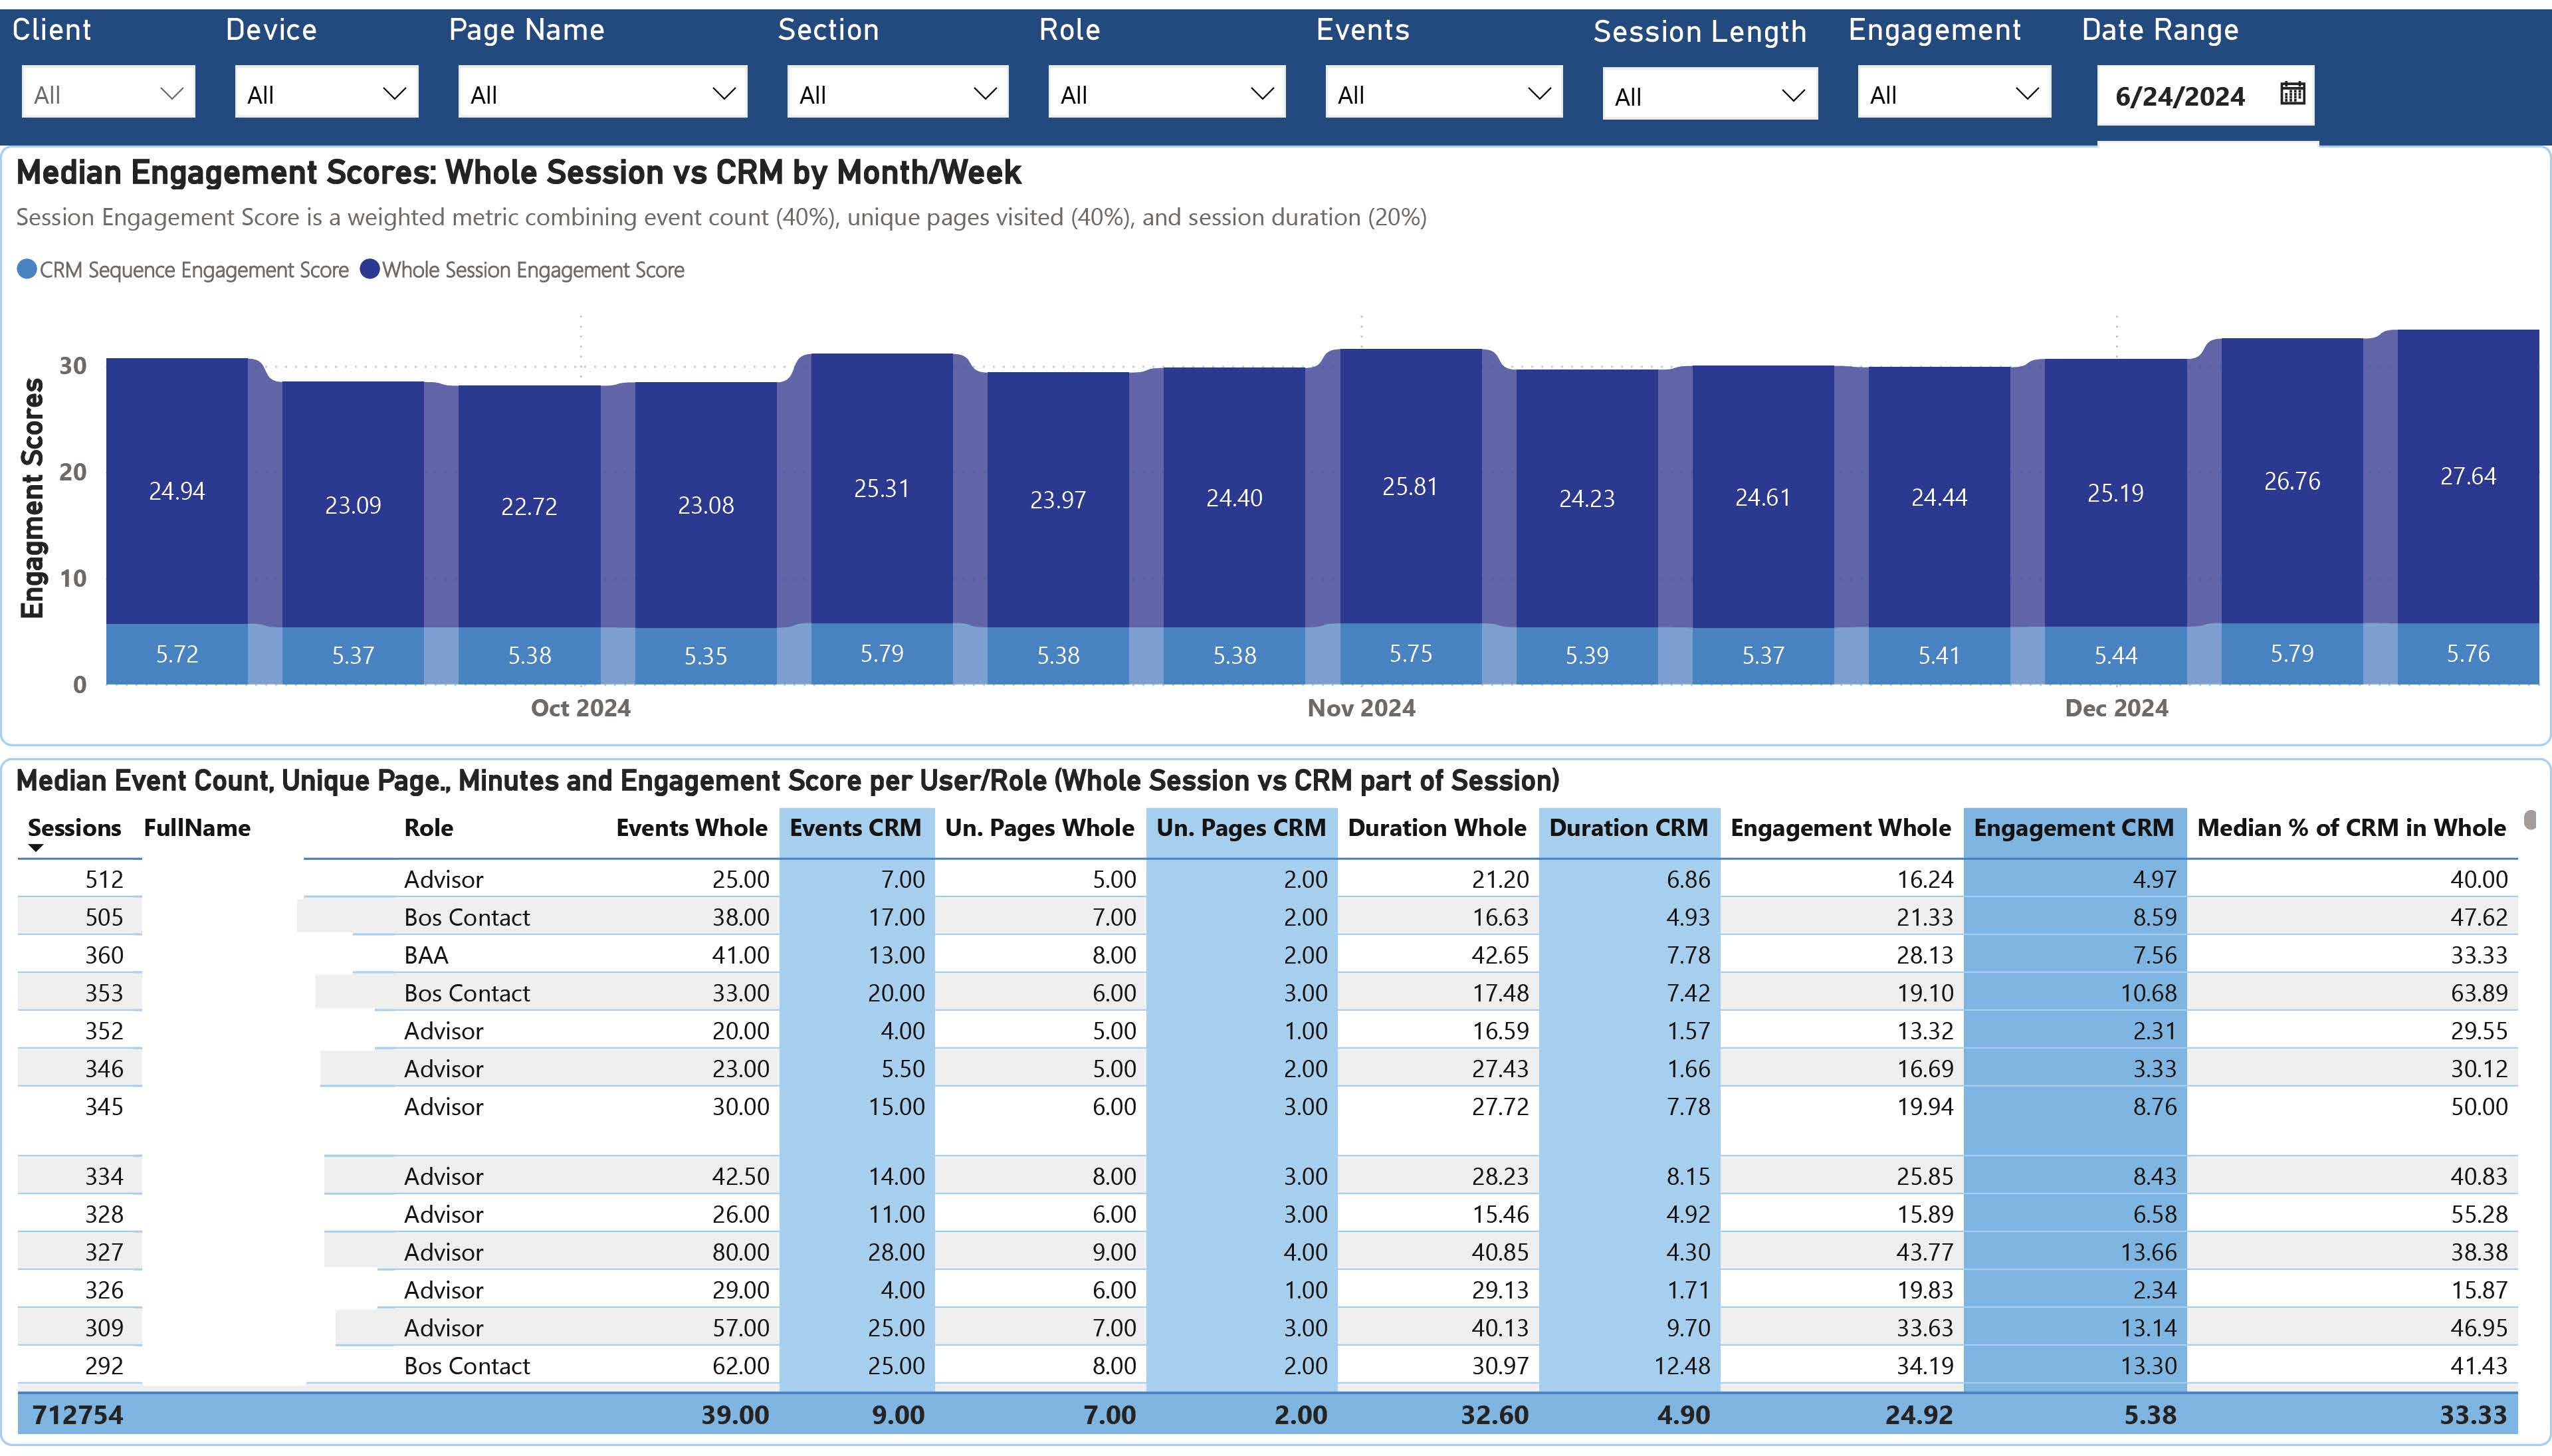 Client Device Page Name Section Role Events Session Length Engagement Date Range
All All All All All All All All 6/24/2024
Median Engagement Scores: Whole Session vs CRM by Month/Week
Session Engagement Score is a weighted metric combining event count (40%), unique pages visited (40%), and session duration (20%)
CRM Sequence Engagement Score Whole Session Engagement Score
Engagment Scores
30
20
10
0
24.94 23.09 22.72 23.08 25.31 23.97 24.40 25.81 24.23 24.61 24.44 25.19 26.76 27.64
5.72 5.37 5.38 5.35 5.79 5.38 5.38 5.75 5.39 5.37 5.41 5.44 5.79 5.76
Oct 2024 Nov 2024 Dec 2024
Median Event Count, Unique Page., Minutes and Engagement Score per User/Role (Whole Session vs CRM part of Session)
Sessions FullName Role Events Whole Events CRM Un. Pages Whole Un. Pages CRM Duration Whole Duration CRM Engagement Whole Engagement CRM Median % of CRM in Whole
512 Advisor 25.00 7.00 5.00 2.00 21.20 6.86 16.24 4.97 40.00
505 Bos Contact 38.00 17.00 7.00 2.00 16.63 4.93 21.33 8.59 47.62
360 BAA 41.00 13.00 8.00 2.00 42.65 7.78 28.13 7.56 33.33
353 Bos Contact 33.00 20.00 6.00 3.00 17.48 7.42 19.10 10.68 63.89
352 Advisor 20.00 4.00 5.00 1.00 16.59 1.57 13.32 2.31 29.55
346 Advisor 23.00 5.50 5.00 2.00 27.43 1.66 16.69 3.33 30.12
345 Advisor 30.00 15.00 6.00 3.00 27.72 7.78 19.94 8.76 50.00
334 Advisor 42.50 14.00 8.00 3.00 28.23 8.15 25.85 8.43 40.83
328 Advisor 26.00 11.00 6.00 3.00 15.46 4.92 15.89 6.58 55.28
327 Advisor 80.00 28.00 9.00 4.00 40.85 4.30 43.77 13.66 38.38
326 Advisor 29.00 4.00 6.00 1.00 29.13 1.71 19.83 2.34 15.87
309 Advisor 57.00 25.00 7.00 3.00 40.13 9.70 33.63 13.14 46.95
292 Bos Contact 62.00 25.00 8.00 2.00 30.97 12.48 34.19 13.30 41.43
712754 39.00 9.00 7.00 2.00 32.60 4.90 24.92 5.38 33.33